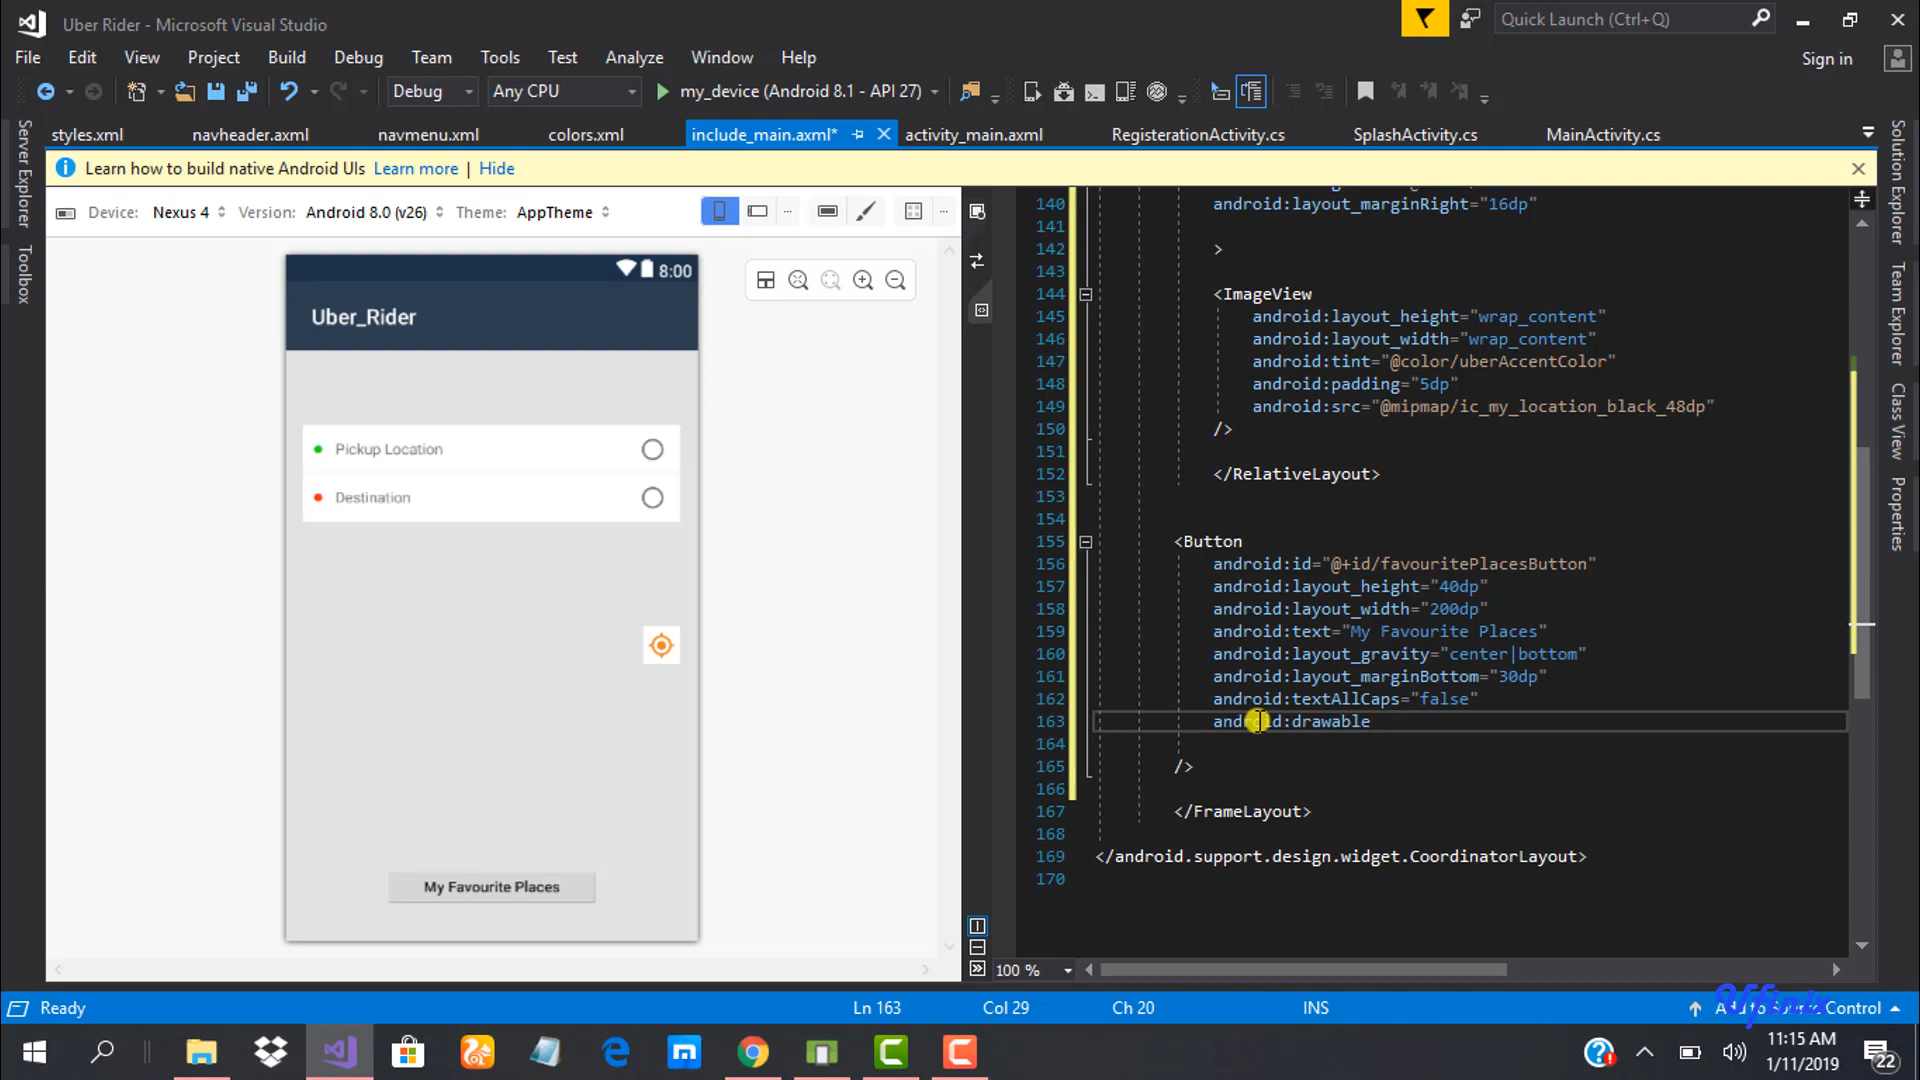 Uber Rider - Microsoft Visual Studio
Quick Launch (Ctrl+Q)
File Edit View Project Build Debug Team Tools Test Analyze Window Help
Sign in
Debug Any CPU my_device (Android 8.1 - API 27)
styles.xml navheader.axml navmenu.xml colors.xml include_main.axml* activity_main.axml RegisterationActivity.cs SplashActivity.cs MainActivity.cs
Learn how to build native Android UIs Learn more | Hide
Device: Nexus 4 Version: Android 8.0 (v26) Theme: AppTheme
Server Explorer
Toolbox
Solution Explorer
Team Explorer
Class View
Properties
8:00
Uber_Rider
Pickup Location
Destination
My Favourite Places
140 android:layout_marginRight="16dp"
141
142 >
143
144 <ImageView
145 android:layout_height="wrap_content"
146 android:layout_width="wrap_content"
147 android:tint="@color/uberAccentColor"
148 android:padding="5dp"
149 android:src="@mipmap/ic_my_location_black_48dp"
150 />
151
152 </RelativeLayout>
153
154
155 <Button
156 android:id="@+id/favouritePlacesButton"
157 android:layout_height="40dp"
158 android:layout_width="200dp"
159 android:text="My Favourite Places"
160 android:layout_gravity="center|bottom"
161 android:layout_marginBottom="30dp"
162 android:textAllCaps="false"
163 android:drawable
164
165 />
166
167 </FrameLayout>
168
169 </android.support.design.widget.CoordinatorLayout>
170
100 %
Ready Ln 163 Col 29 Ch 20 INS Add to Source Control
11:15 AM
1/11/2019
22